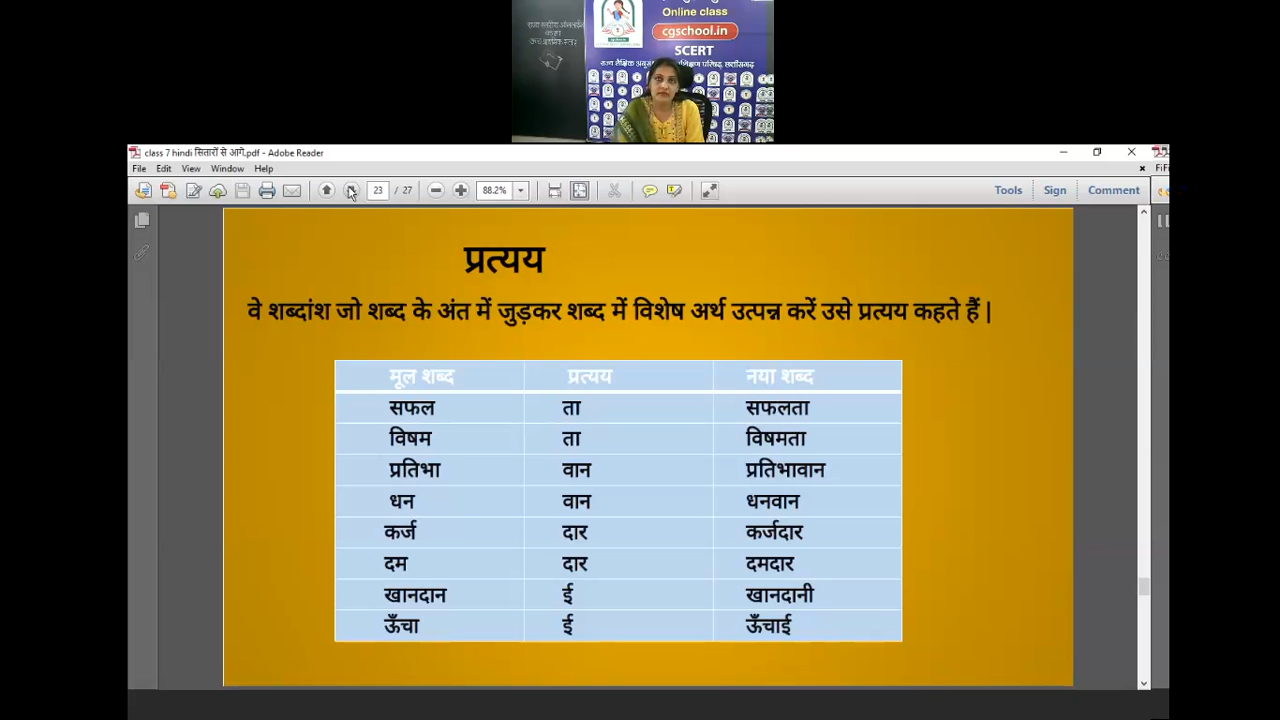 Online class
cgschool.in
SCERT
class 7 hindi सितारों से आगे.pdf - Adobe Reader
File Edit View Window Help
23 / 27 88.2% Tools Sign Comment
प्रत्यय
वे शब्दांश जो शब्द के अंत में जुड़कर शब्द में विशेष अर्थ उत्पन्न करें उसे प्रत्यय कहते हैं |
मूल शब्द प्रत्यय नया शब्द
सफल ता सफलता
विषम ता विषमता
प्रतिभा वान प्रतिभावान
धन वान धनवान
कर्ज दार कर्जदार
दम दार दमदार
खानदान ई खानदानी
ऊँचा ई ऊँचाई